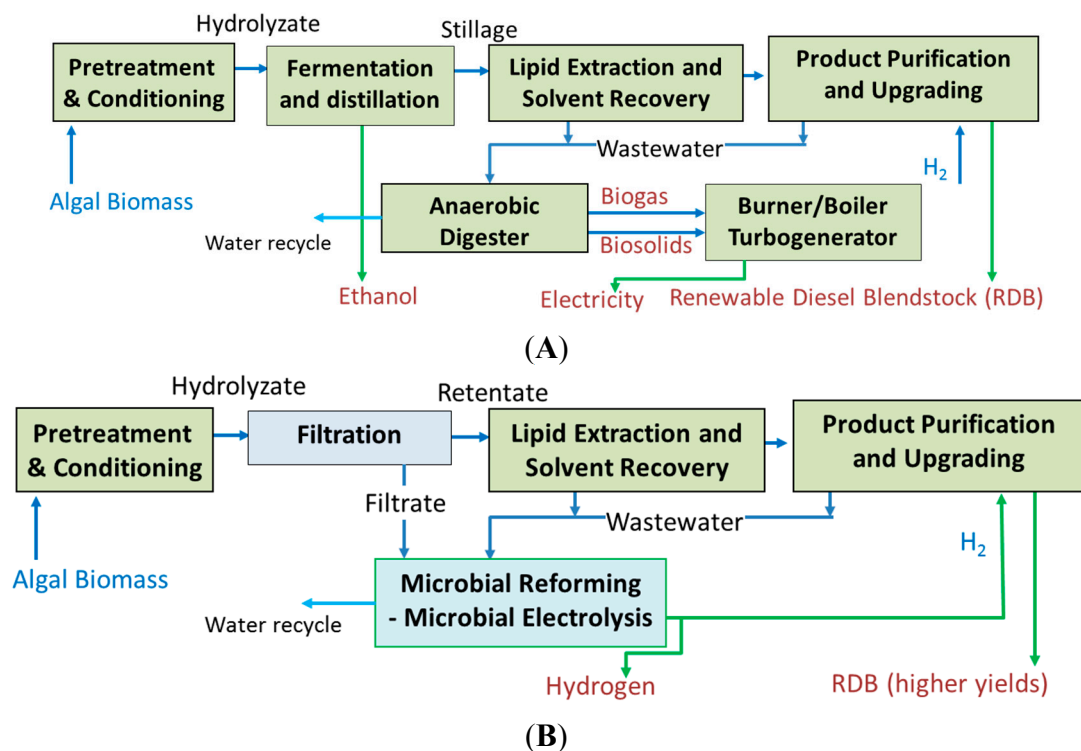 Hydrolyzate
Stillage
Pretreatment
& Conditioning
Fermentation
and distillation
Lipid Extraction and
Solvent Recovery
Product Purification
and Upgrading
Wastewater
H2
Algal Biomass
Anaerobic
Digester
Biogas
Biosolids
Burner/Boiler
Turbogenerator
Water recycle
Ethanol
Electricity
Renewable Diesel Blendstock (RDB)
(A)
Hydrolyzate
Retentate
Pretreatment
& Conditioning
Filtration
Lipid Extraction and
Solvent Recovery
Product Purification
and Upgrading
Filtrate
Wastewater
H2
Algal Biomass
Microbial Reforming
- Microbial Electrolysis
Water recycle
Hydrogen
RDB (higher yields)
(B)